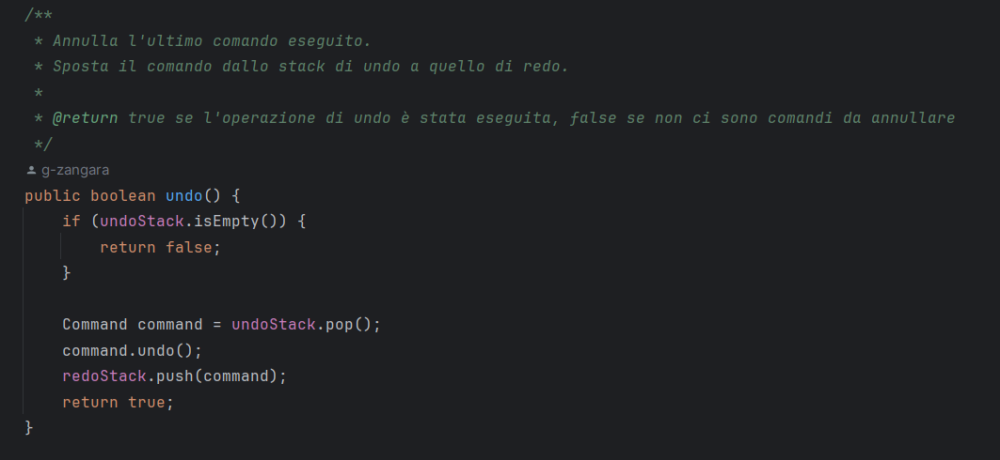 /**
 * Annulla l'ultimo comando eseguito.
 * Sposta il comando dallo stack di undo a quello di redo.
 *
 * @return true se l'operazione di undo è stata eseguita, false se non ci sono comandi da annullare
 */
g-zangara
public boolean undo() {
    if (undoStack.isEmpty()) {
        return false;
    }

    Command command = undoStack.pop();
    command.undo();
    redoStack.push(command);
    return true;
}